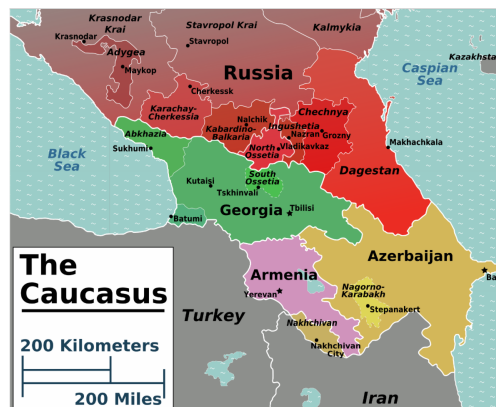 Krasnodar
Krai
Stavropol Krai
Kalmykia
Krasnodar
Stavropol
Adygea
Maykop
Russia
Caspian
Sea
Kazakhsta
Cherkessk
Karachay-
Cherkessia
Nalchik
Kabardino-
Balkaria
Chechnya
Ingushetia
Nazran
Grozny
North
Ossetia
Vladikavkaz
Makhachkala
Dagestan
Abkhazia
Sukhumi
Black
Sea
Kutaisi
South
Ossetia
Tskhinvali
Georgia
Tbilisi
Batumi
Azerbaijan
Ba
Armenia
Yerevan
Nagorno-
Karabakh
Stepanakert
Turkey
Nakhchivan
Nakhchivan
City
Iran
The
Caucasus
200 Kilometers
200 Miles